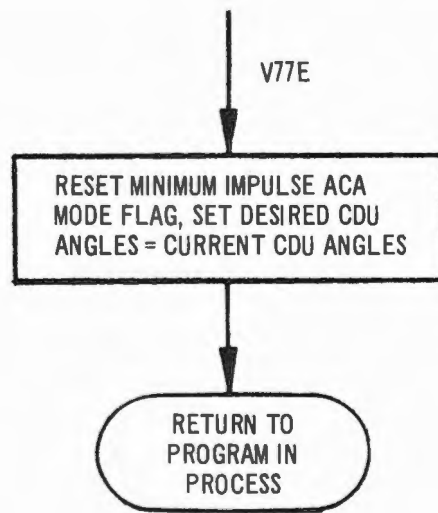 V77E
RESET MINIMUM IMPULSE ACA
MODE FLAG, SET DESIRED CDU
ANGLES = CURRENT CDU ANGLES
RETURN TO
PROGRAM IN
PROCESS